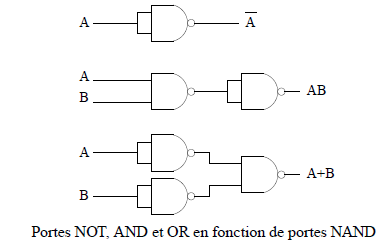 A A̅
A
B AB
A
B A+B
Portes NOT, AND et OR en fonction de portes NAND